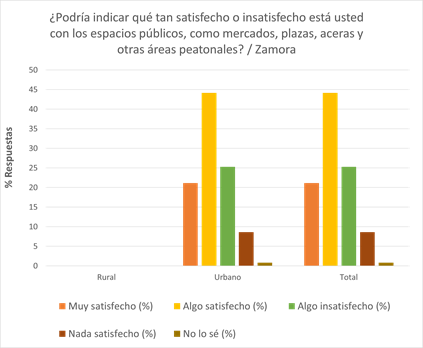 ¿Podría indicar qué tan satisfecho o insatisfecho está usted
con los espacios públicos, como mercados, plazas, aceras y
otras áreas peatonales? / Zamora
% Respuestas
50
45
40
35
30
25
20
15
10
5
0
Rural Urbano Total
Muy satisfecho (%) Algo satisfecho (%) Algo insatisfecho (%)
Nada satisfecho (%) No lo sé (%)